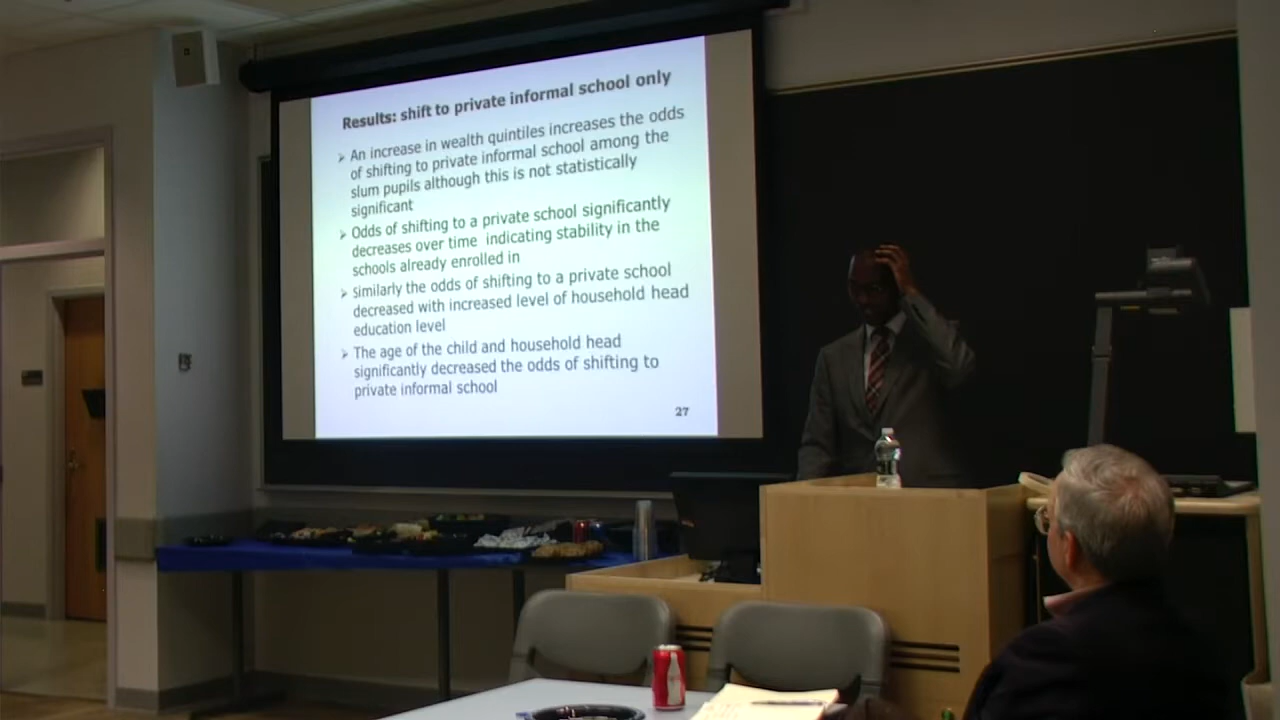 Results: shift to private informal school only
➢ An increase in wealth quintiles increases the odds
of shifting to private informal school among the
slum pupils although this is not statistically
significant
➢ Odds of shifting to a private school significantly
decreases over time indicating stability in the
schools already enrolled in
➢ Similarly the odds of shifting to a private school
decreased with increased level of household head
education level
➢ The age of the child and household head
significantly decreased the odds of shifting to
private informal school
27